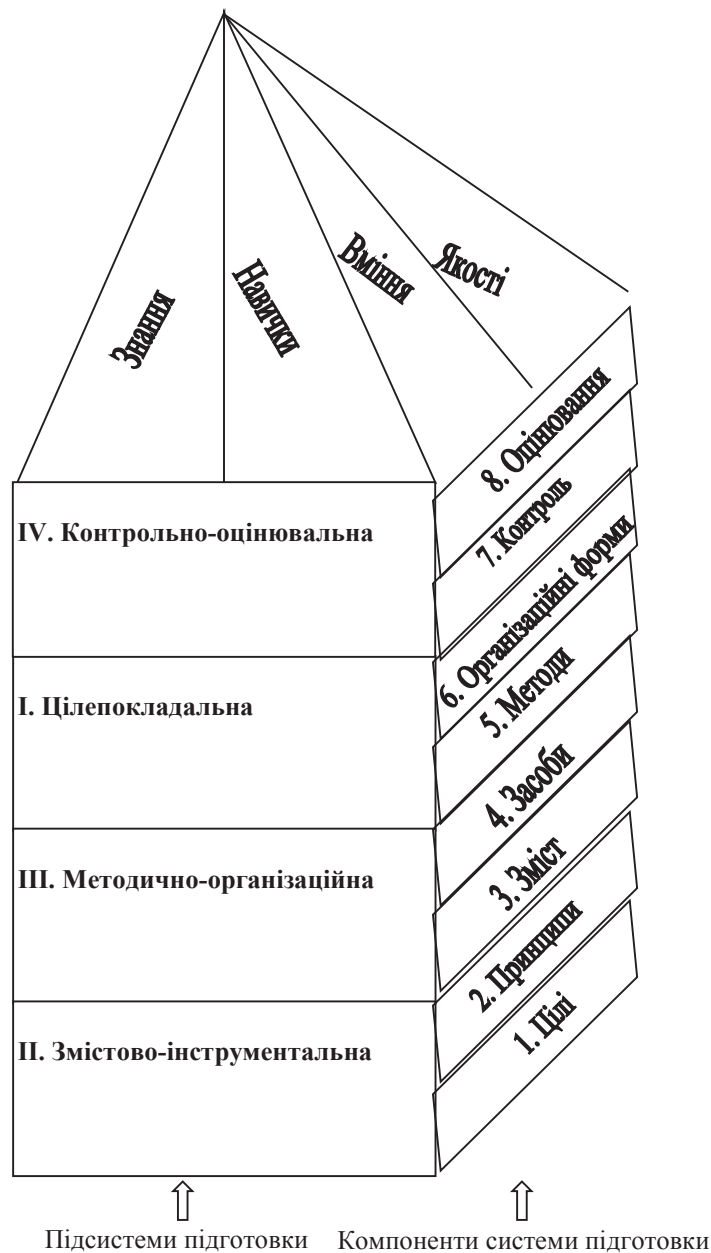 Знання
Навички
Вміння
Якості
8. Оцінювання
7. Контроль
6. Організаційні форми
5. Методи
4. Засоби
3. Зміст
2. Принципи
1. Цілі
IV. Контрольно-оцінювальна
I. Цілепокладальна
III. Методично-організаційна
II. Змістово-інструментальна
Підсистеми підготовки
Компоненти системи підготовки